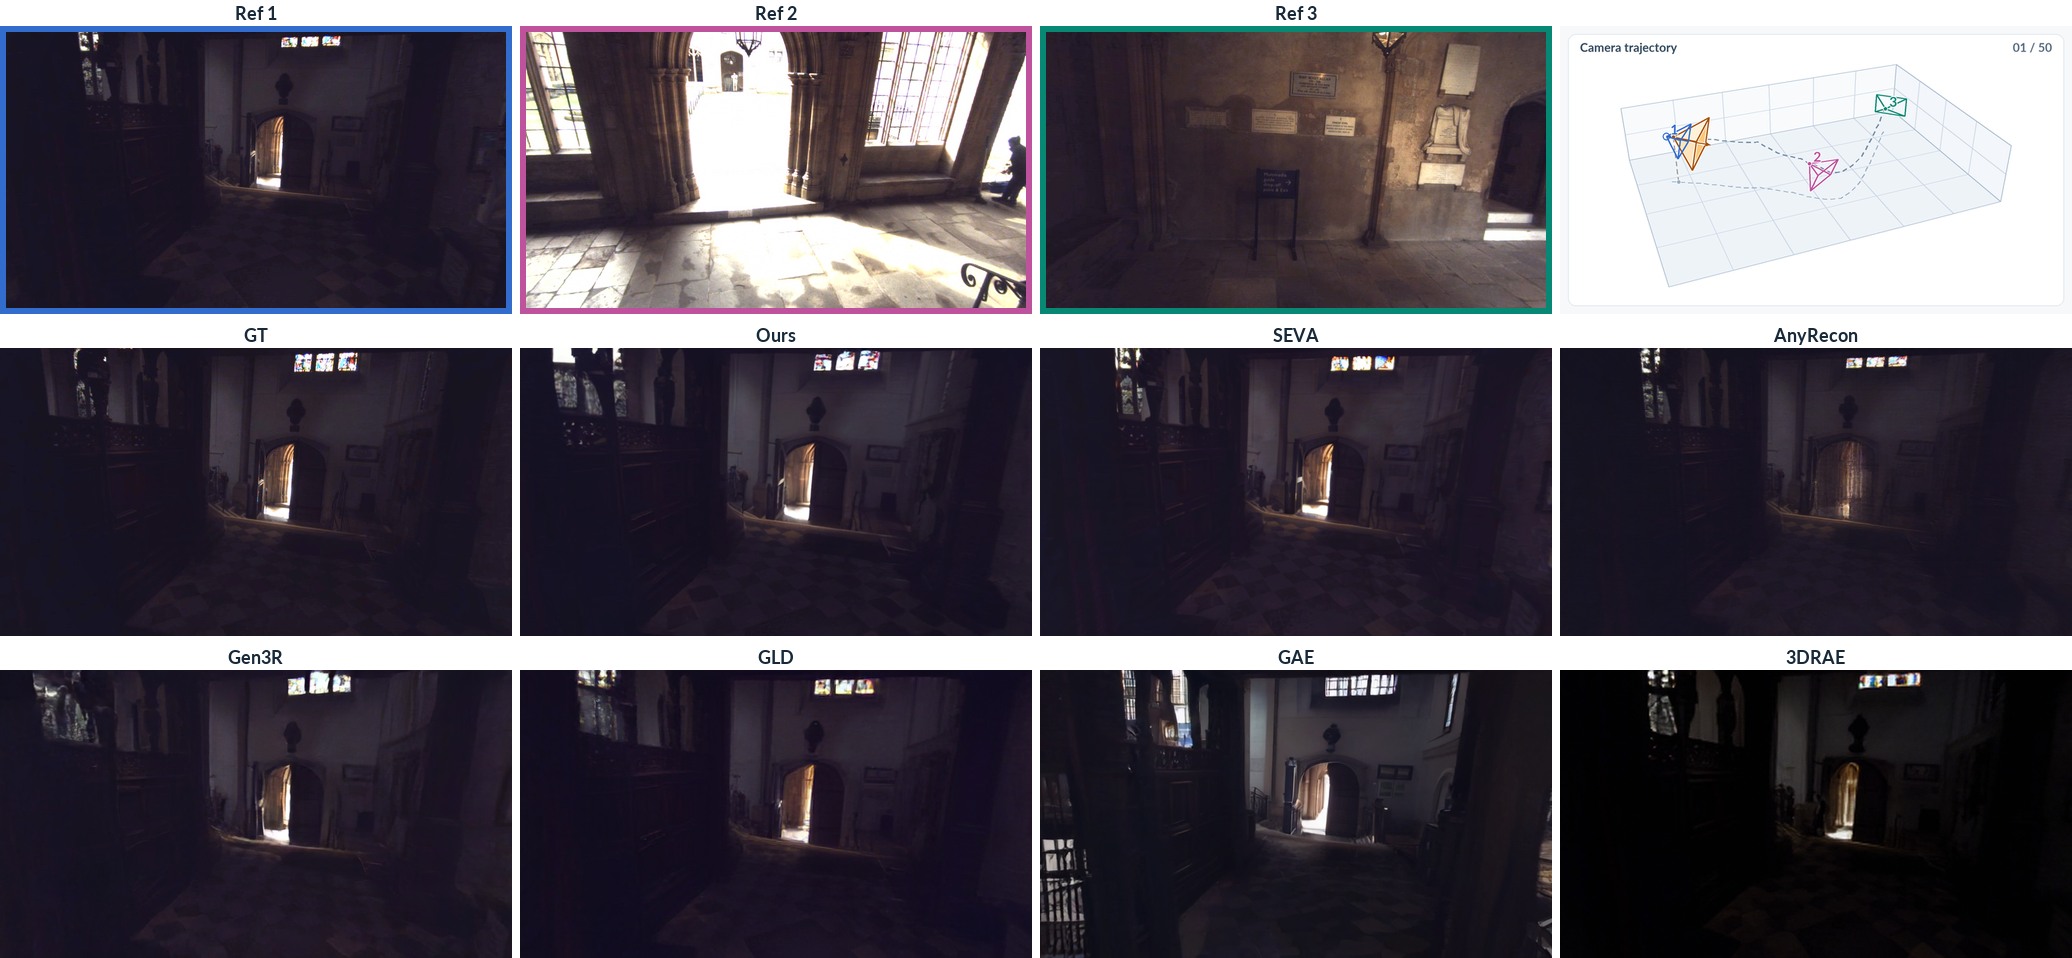 Ref 1
Ref 2
Ref 3
Camera trajectory
01 / 50
1
2
3
GT
Ours
SEVA
AnyRecon
Gen3R
GLD
GAE
3DRAE